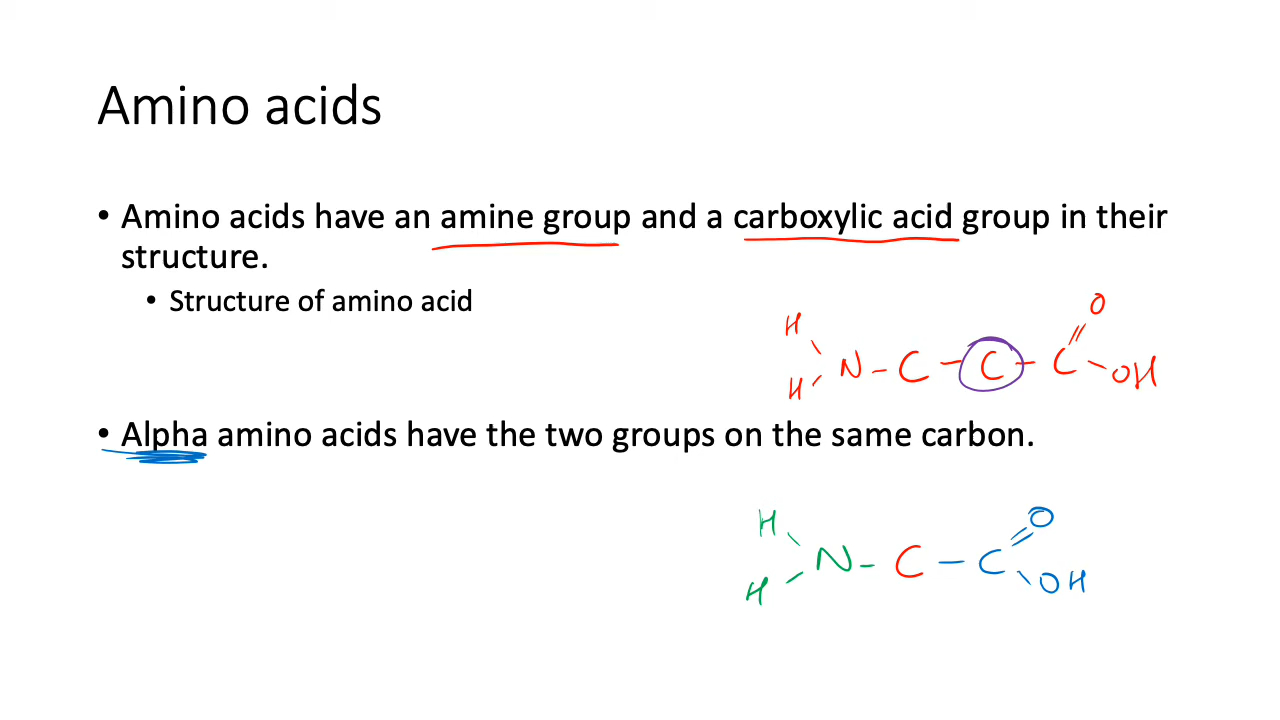 Amino acids
• Amino acids have an amine group and a carboxylic acid group in their
structure.
• Structure of amino acid
H O
H N - C - C - C OH
• Alpha amino acids have the two groups on the same carbon.
H O
H N - C - C OH